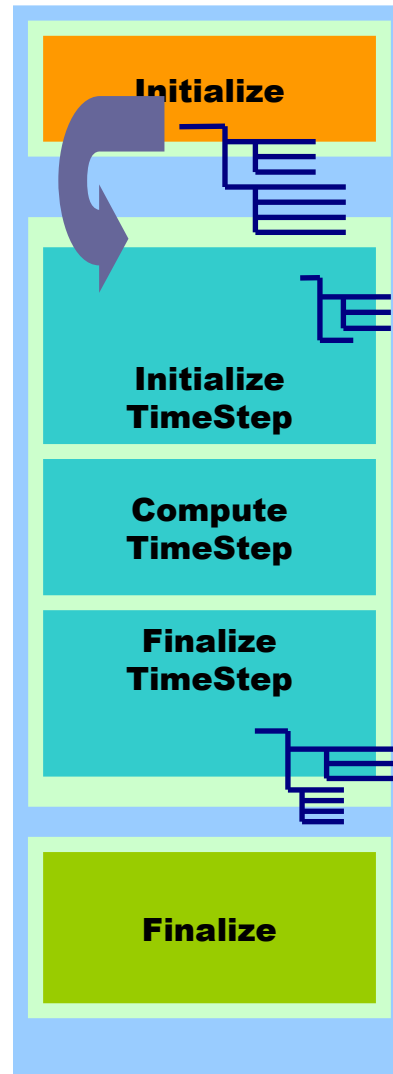 Initialize
Initialize
TimeStep
Compute
TimeStep
Finalize
TimeStep
Finalize